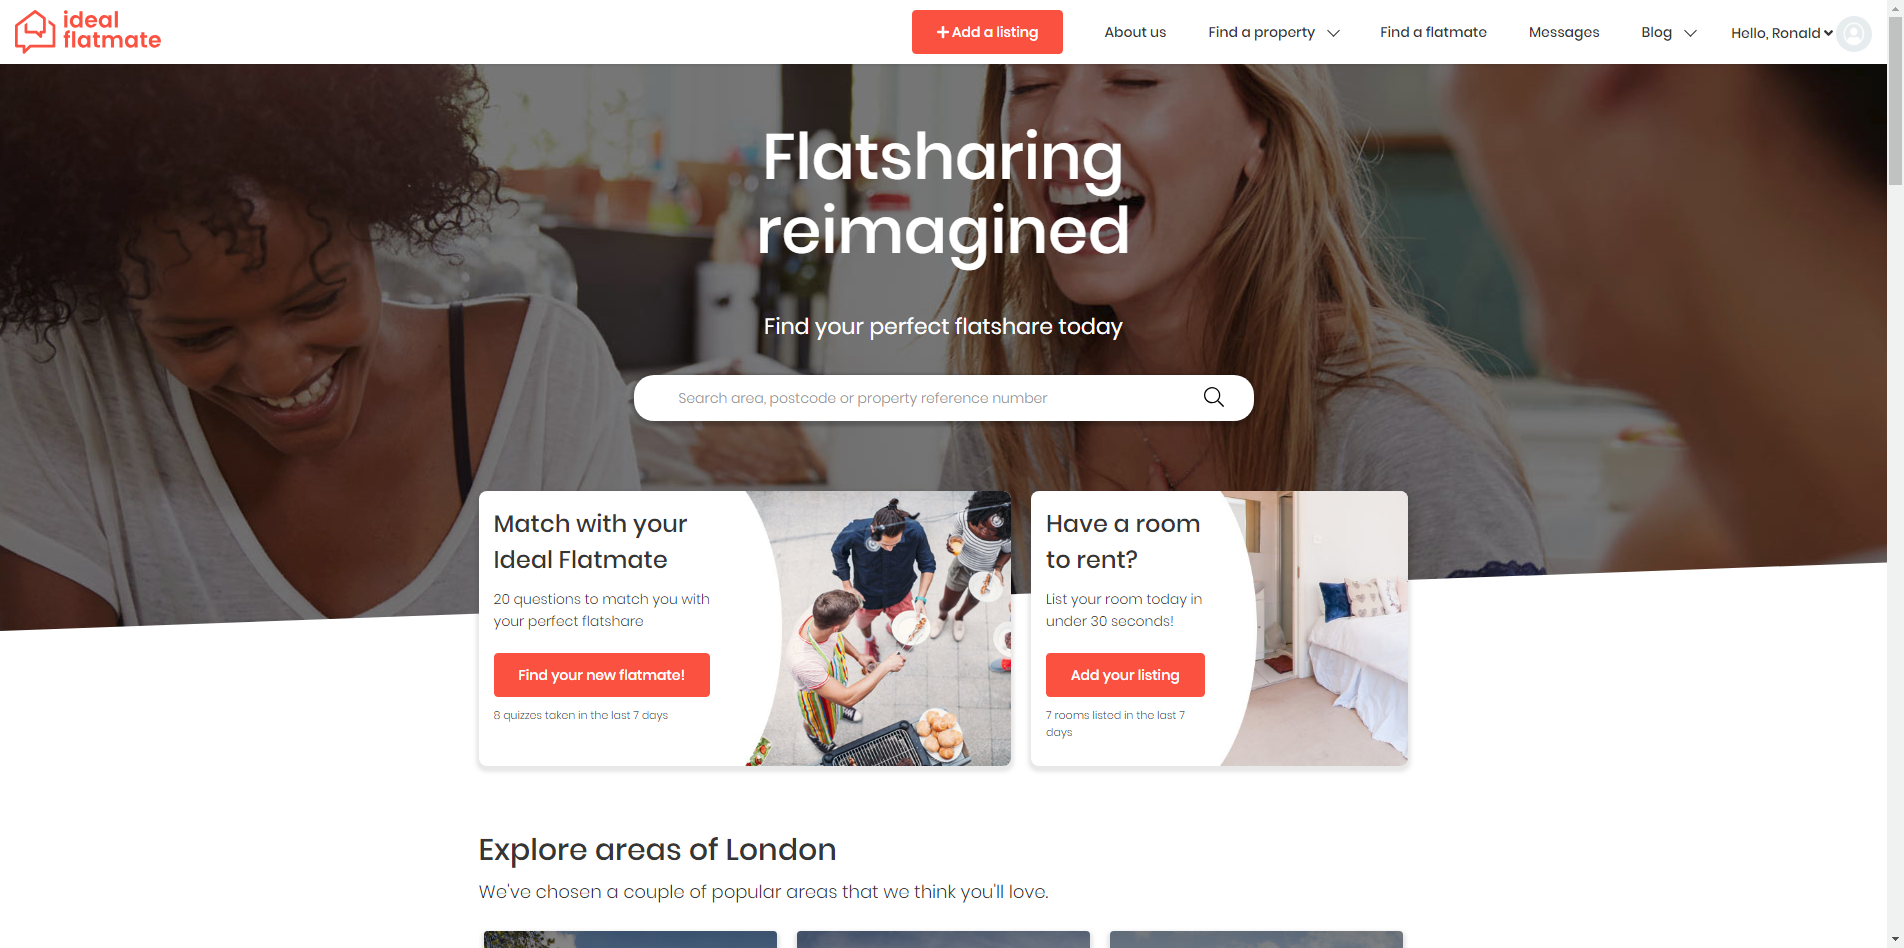 ideal
flatmate
Add a listing
About us
Find a property
Find a flatmate
Messages
Blog
Hello, Ronald
Flatsharing
reimagined
Find your perfect flatshare today
Search area, postcode or property reference number
Match with your
Ideal Flatmate
20 questions to match you with
your perfect flatshare
Find your new flatmate!
8 quizzes taken in the last 7 days
Have a room
to rent?
List your room today in
under 30 seconds!
Add your listing
7 rooms listed in the last 7
days
Explore areas of London
We've chosen a couple of popular areas that we think you'll love.